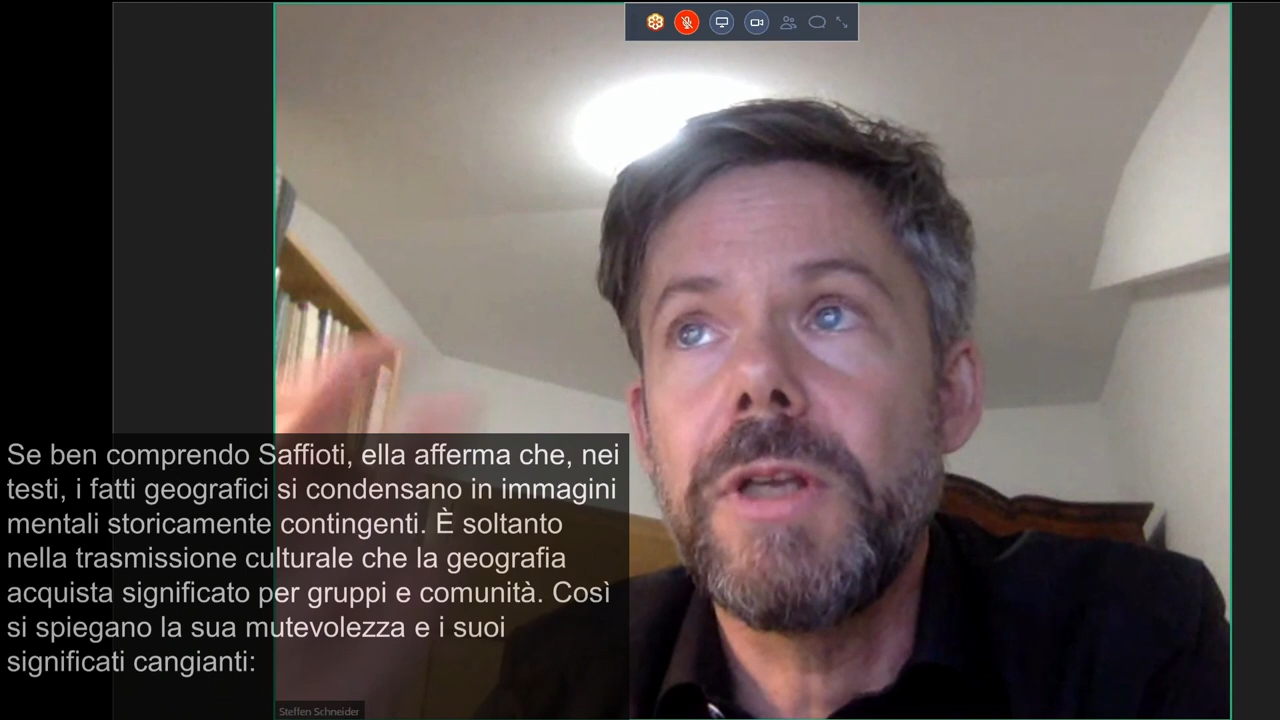 Se ben comprendo Saffioti, ella afferma che, nei
testi, i fatti geografici si condensano in immagini
mentali storicamente contingenti. È soltanto
nella trasmissione culturale che la geografia
acquista significato per gruppi e comunità. Così
si spiegano la sua mutevolezza e i suoi
significati cangianti:
Steffen Schneider